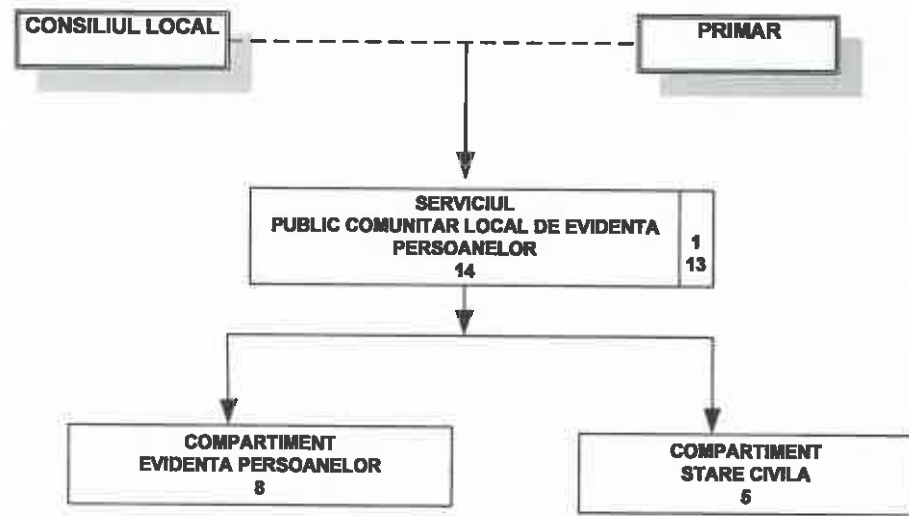 CONSILIUL LOCAL
PRIMAR
SERVICIUL
PUBLIC COMUNITAR LOCAL DE EVIDENTA
PERSOANELOR
14
1
13
COMPARTIMENT
EVIDENTA PERSOANELOR
8
COMPARTIMENT
STARE CIVILA
5